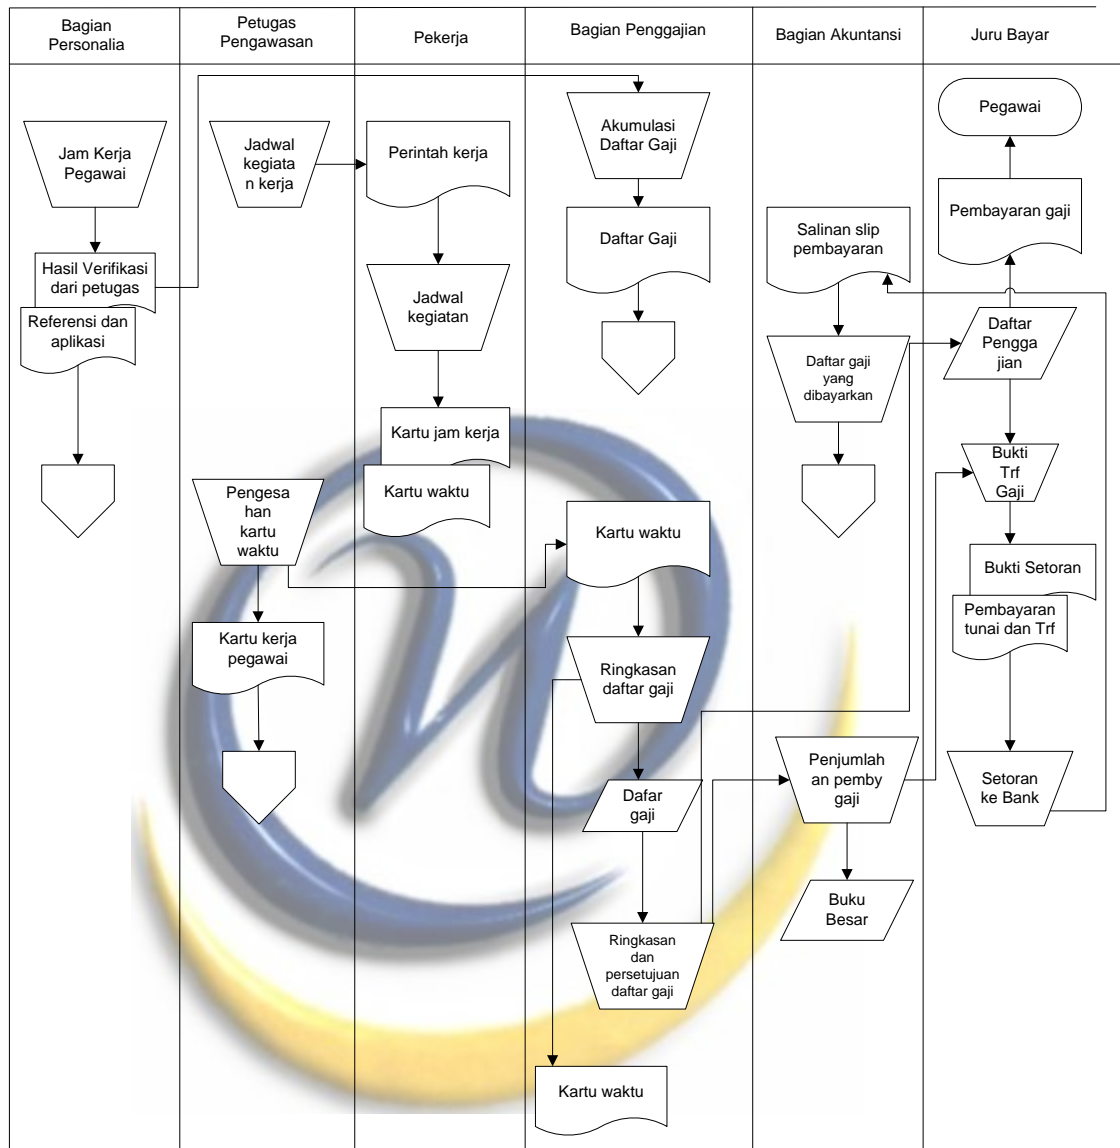 Bagian
Personalia
Petugas
Pengawasan
Pekerja
Bagian Penggajian
Bagian Akuntansi
Juru Bayar
Jam Kerja
Pegawai
Hasil Verifikasi
dari petugas
Referensi dan
aplikasi
Jadwal
kegiata
n kerja
Pengesa
han
kartu
waktu
Kartu kerja
pegawai
Perintah kerja
Jadwal
kegiatan
Kartu jam kerja
Kartu waktu
Akumulasi
Daftar Gaji
Daftar Gaji
Kartu waktu
Ringkasan
daftar gaji
Dafar
gaji
Ringkasan
dan
persetujuan
daftar gaji
Kartu waktu
Salinan slip
pembayaran
Daftar gaji
yang
dibayarkan
Penjumlah
an pemby
gaji
Buku
Besar
Pegawai
Pembayaran gaji
Daftar
Pengga
jian
Bukti
Trf
Gaji
Bukti Setoran
Pembayaran
tunai dan Trf
Setoran
ke Bank